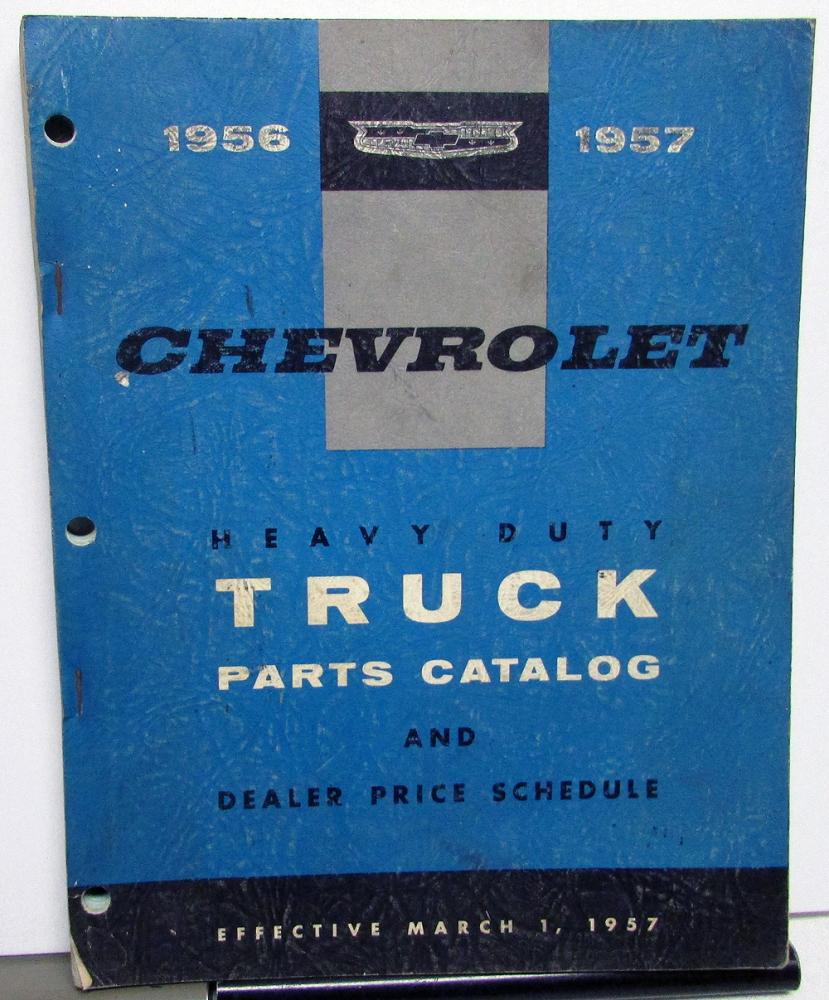 1956 1957
CHEVROLET
HEAVY DUTY
TRUCK
PARTS CATALOG
AND
DEALER PRICE SCHEDULE
EFFECTIVE MARCH 1, 1957